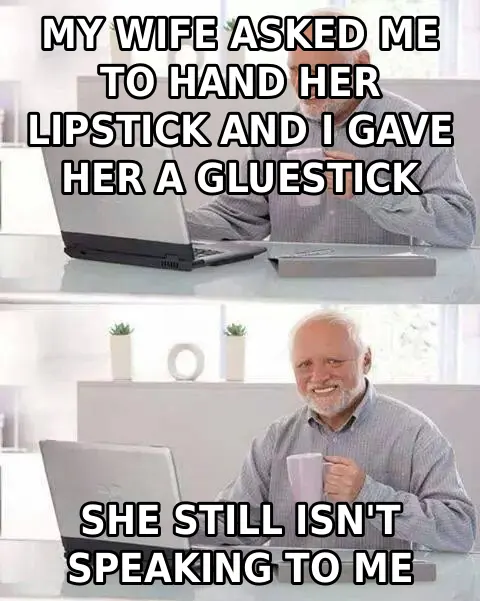 MY WIFE ASKED ME
TO HAND HER
LIPSTICK AND I GAVE
HER A GLUESTICK
SHE STILL ISN'T
SPEAKING TO ME